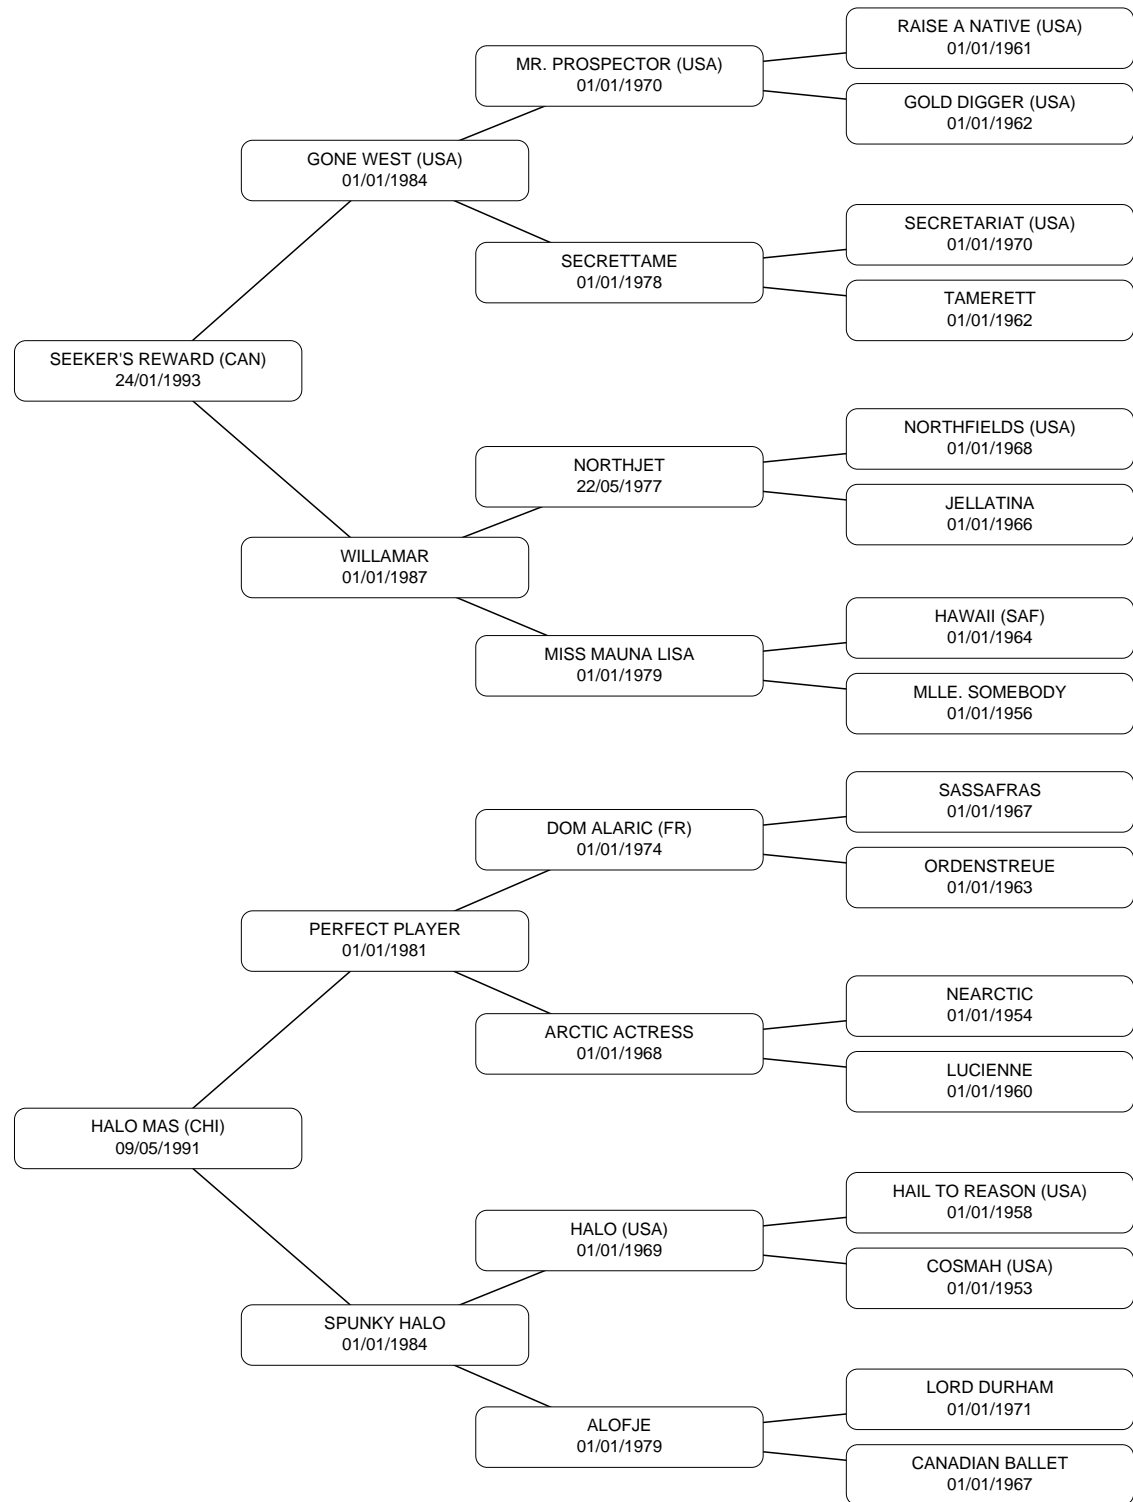 RAISE A NATIVE (USA)
01/01/1961
MR. PROSPECTOR (USA)
01/01/1970
GOLD DIGGER (USA)
01/01/1962
GONE WEST (USA)
01/01/1984
SECRETARIAT (USA)
01/01/1970
SECRETTAME
01/01/1978
TAMERETT
01/01/1962
SEEKER'S REWARD (CAN)
24/01/1993
NORTHFIELDS (USA)
01/01/1968
NORTHJET
22/05/1977
JELLATINA
01/01/1966
WILLAMAR
01/01/1987
HAWAII (SAF)
01/01/1964
MISS MAUNA LISA
01/01/1979
MLLE. SOMEBODY
01/01/1956
SASSAFRAS
01/01/1967
DOM ALARIC (FR)
01/01/1974
ORDENSTREUE
01/01/1963
PERFECT PLAYER
01/01/1981
NEARCTIC
01/01/1954
ARCTIC ACTRESS
01/01/1968
LUCIENNE
01/01/1960
HALO MAS (CHI)
09/05/1991
HAIL TO REASON (USA)
01/01/1958
HALO (USA)
01/01/1969
COSMAH (USA)
01/01/1953
SPUNKY HALO
01/01/1984
LORD DURHAM
01/01/1971
ALOFJE
01/01/1979
CANADIAN BALLET
01/01/1967